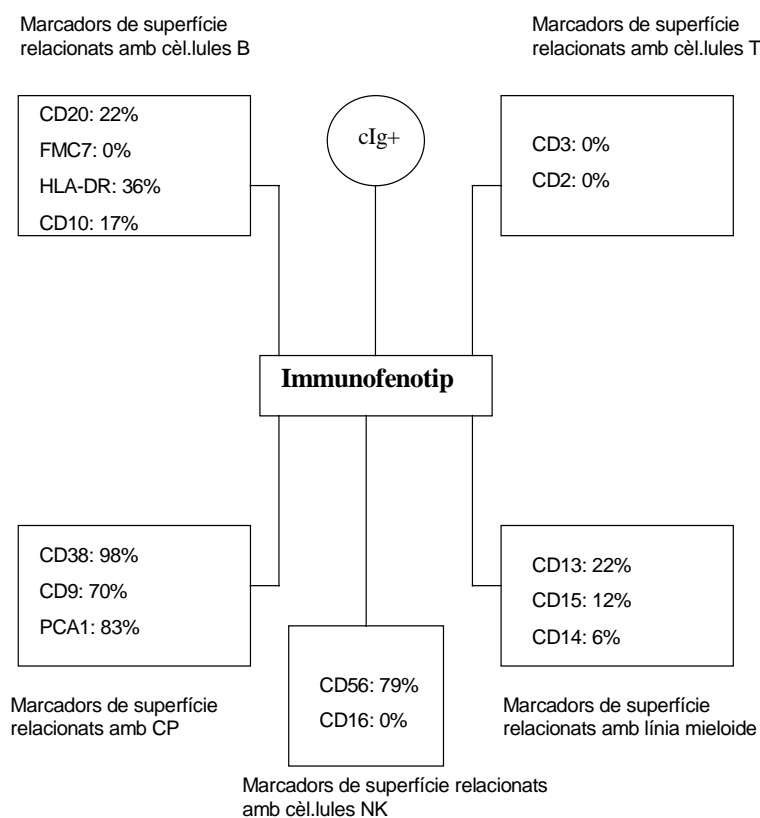 Marcadors de superfície
relacionats amb cèl.lules B
CD20: 22%
FMC7: 0%
HLA-DR: 36%
CD10: 17%
cIg+
Marcadors de superfície
relacionats amb cèl.lules T
CD3: 0%
CD2: 0%
Immunofenotip
CD38: 98%
CD9: 70%
PCA1: 83%
Marcadors de superfície
relacionats amb CP
CD56: 79%
CD16: 0%
Marcadors de superfície relacionats
amb cèl.lules NK
CD13: 22%
CD15: 12%
CD14: 6%
Marcadors de superfície
relacionats amb línia mieloide